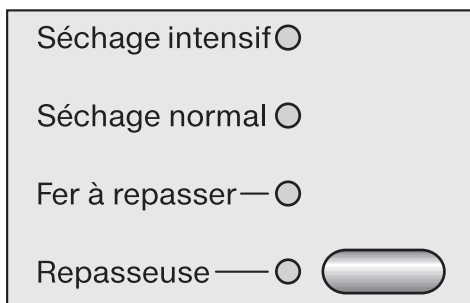 Séchage intensif
Séchage normal
Fer à repasser
Repasseuse